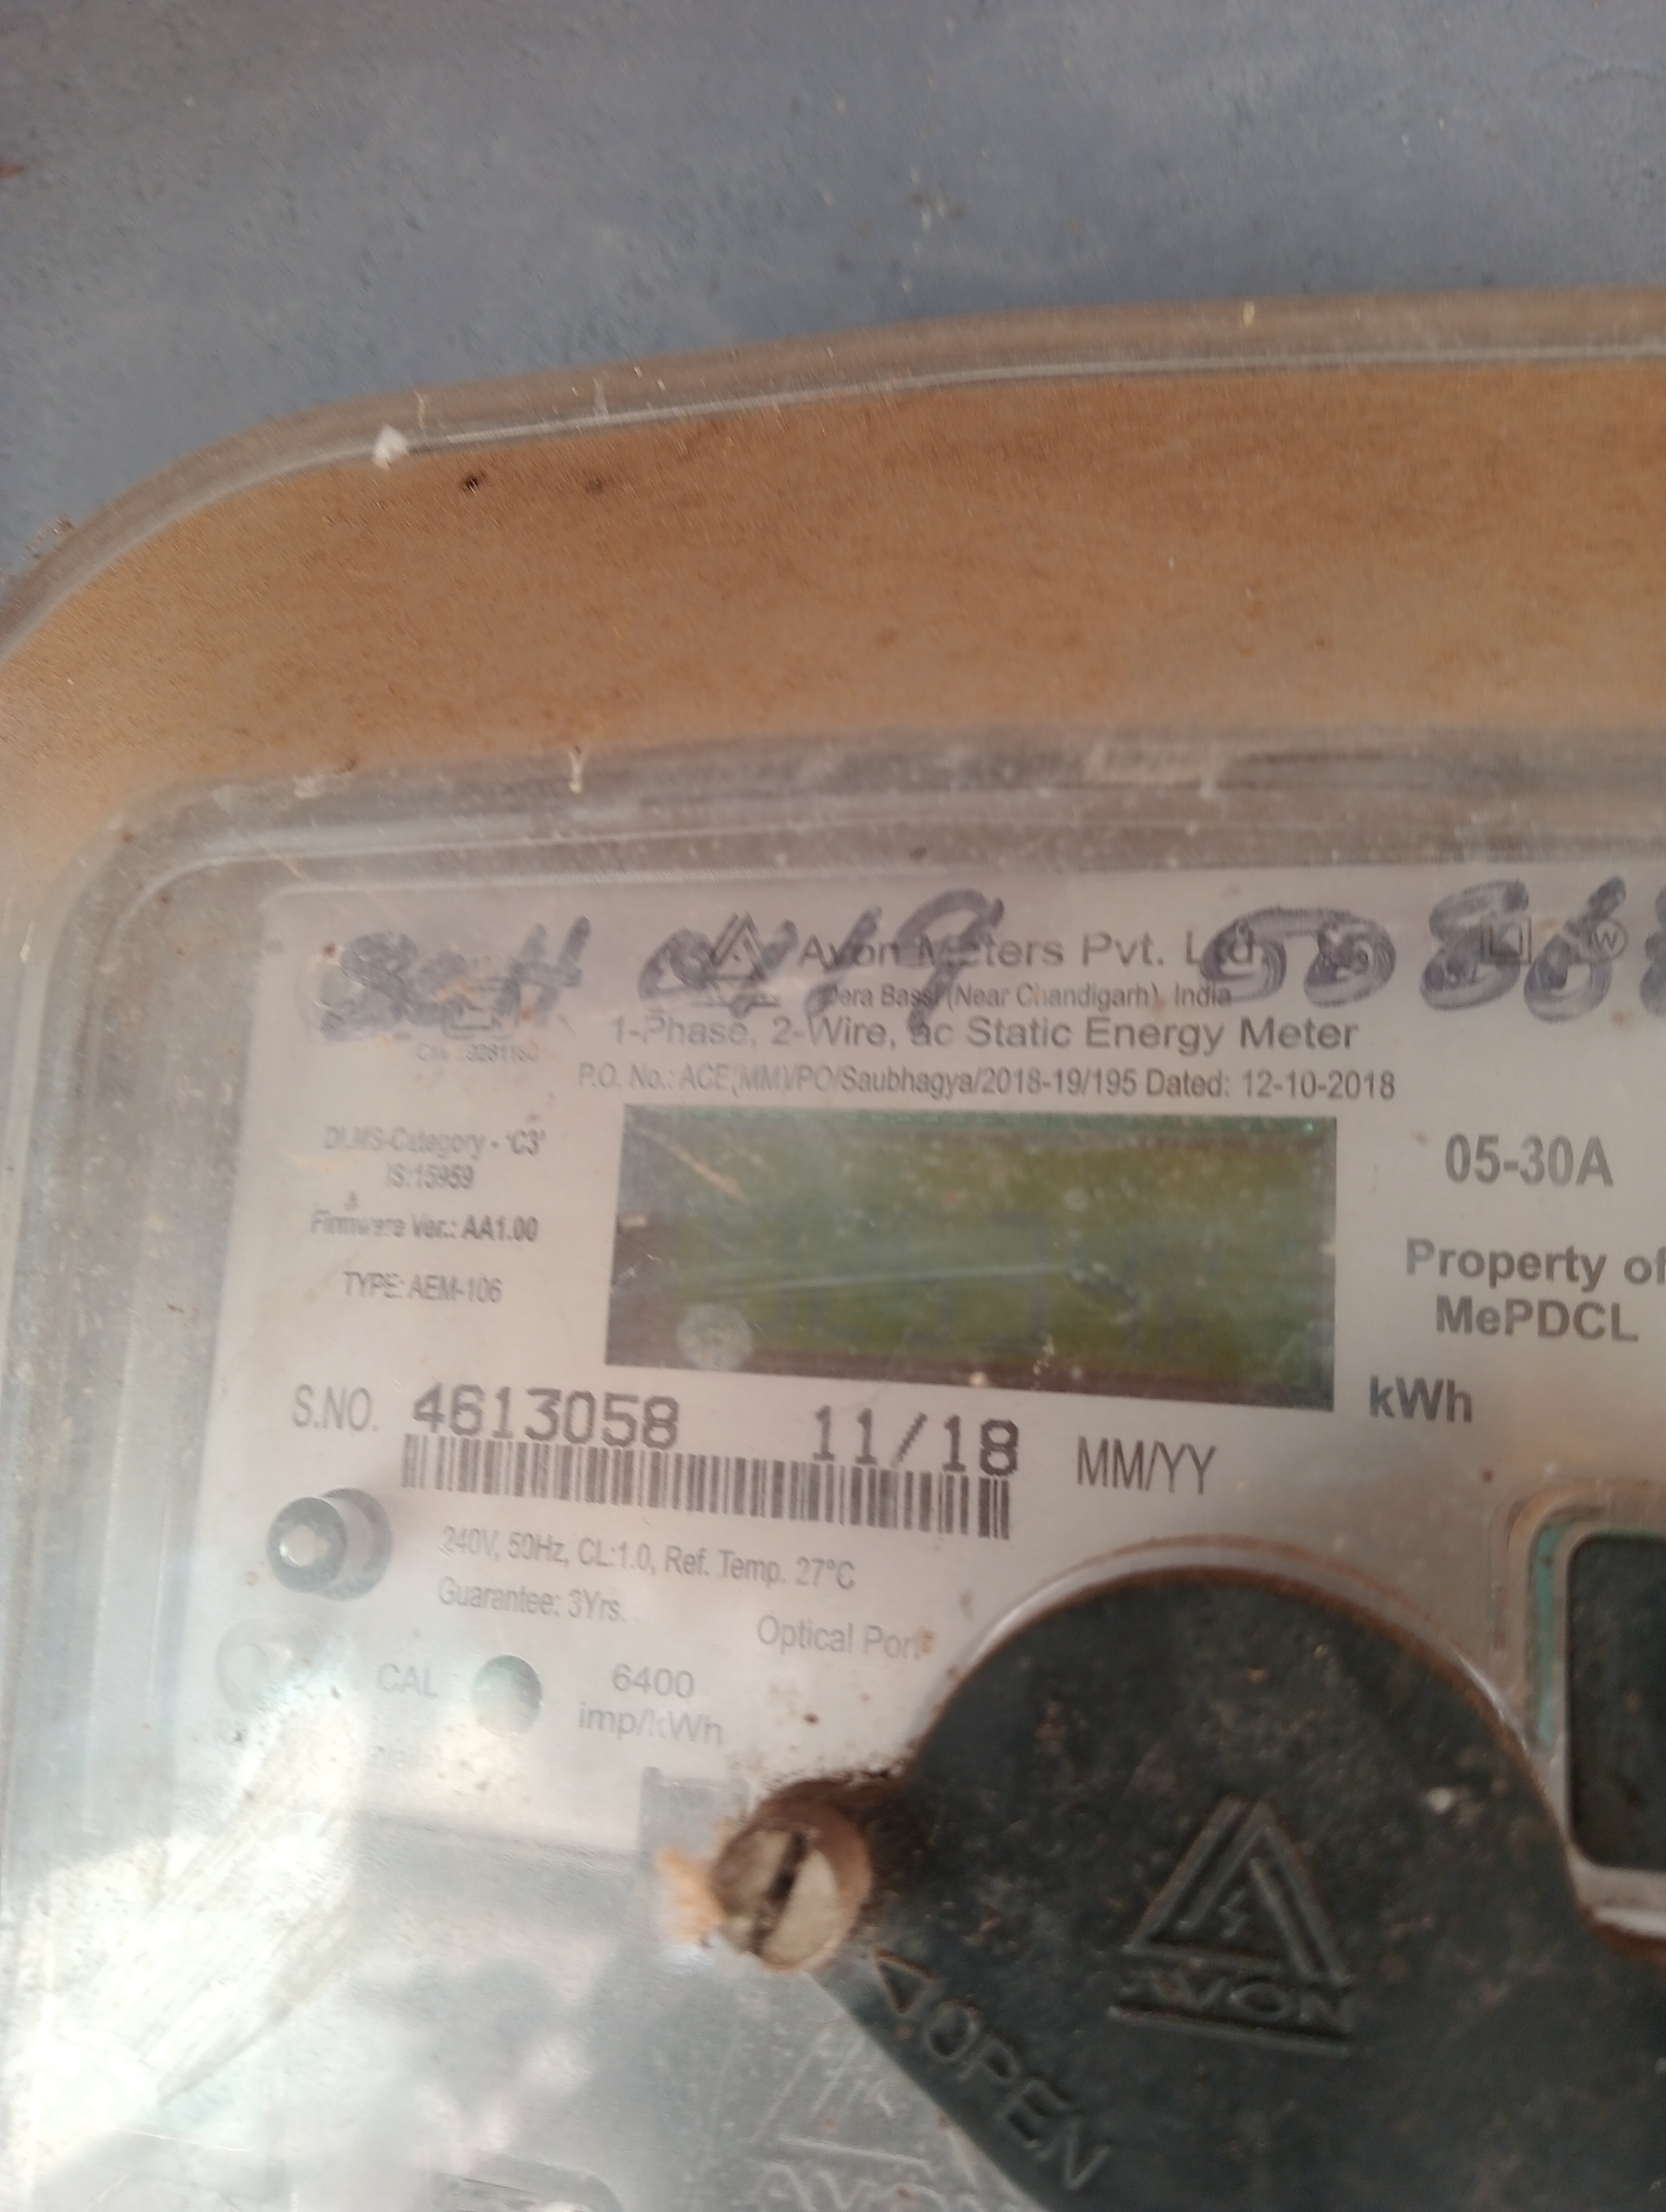 Avon Meters Pvt. Ltd.
Dera Bassi (Near Chandigarh), India
1-Phase, 2-Wire, ac Static Energy Meter
P.O. No.: ACE(MM)/PO/Saubhagya/2018-19/195 Dated: 12-10-2018
DLMS-Category - 'C3'
IS:15959
Firmware Ver.: AA1.00
TYPE: AEM-106
05-30A
Property of
MePDCL
kWh
S.NO. 4613058 11/18 MM/YY
240V, 50Hz, CL:1.0, Ref. Temp. 27°C
Guarantee: 3Yrs.
Optical Port
CAL
6400
imp/kWh
AVON
OPEN
AVON